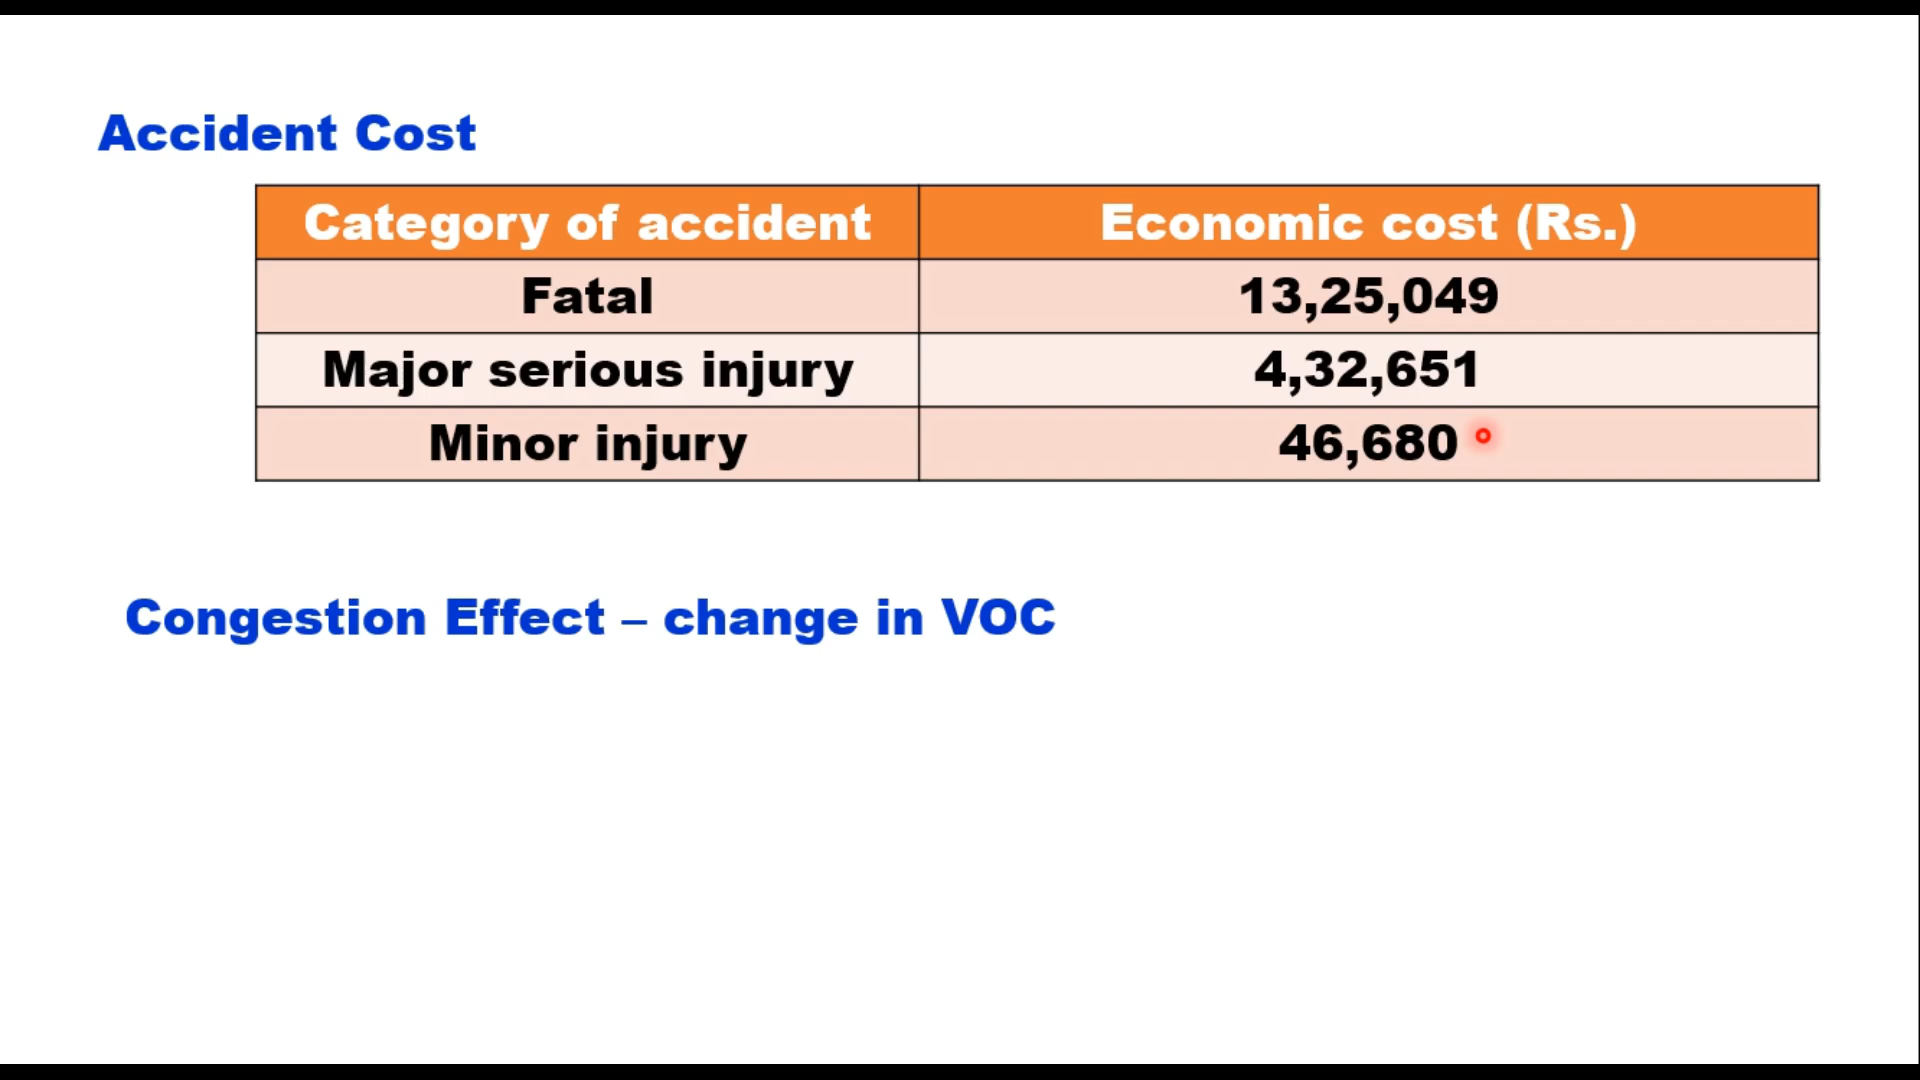 Accident Cost
Category of accident Economic cost (Rs.)
Fatal 13,25,049
Major serious injury 4,32,651
Minor injury 46,680
Congestion Effect – change in VOC